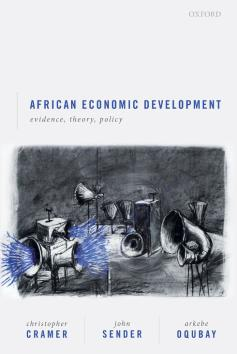 OXFORD
AFRICAN ECONOMIC DEVELOPMENT
evidence, theory, policy
christopher john arkebe
CRAMER SENDER OQUBAY